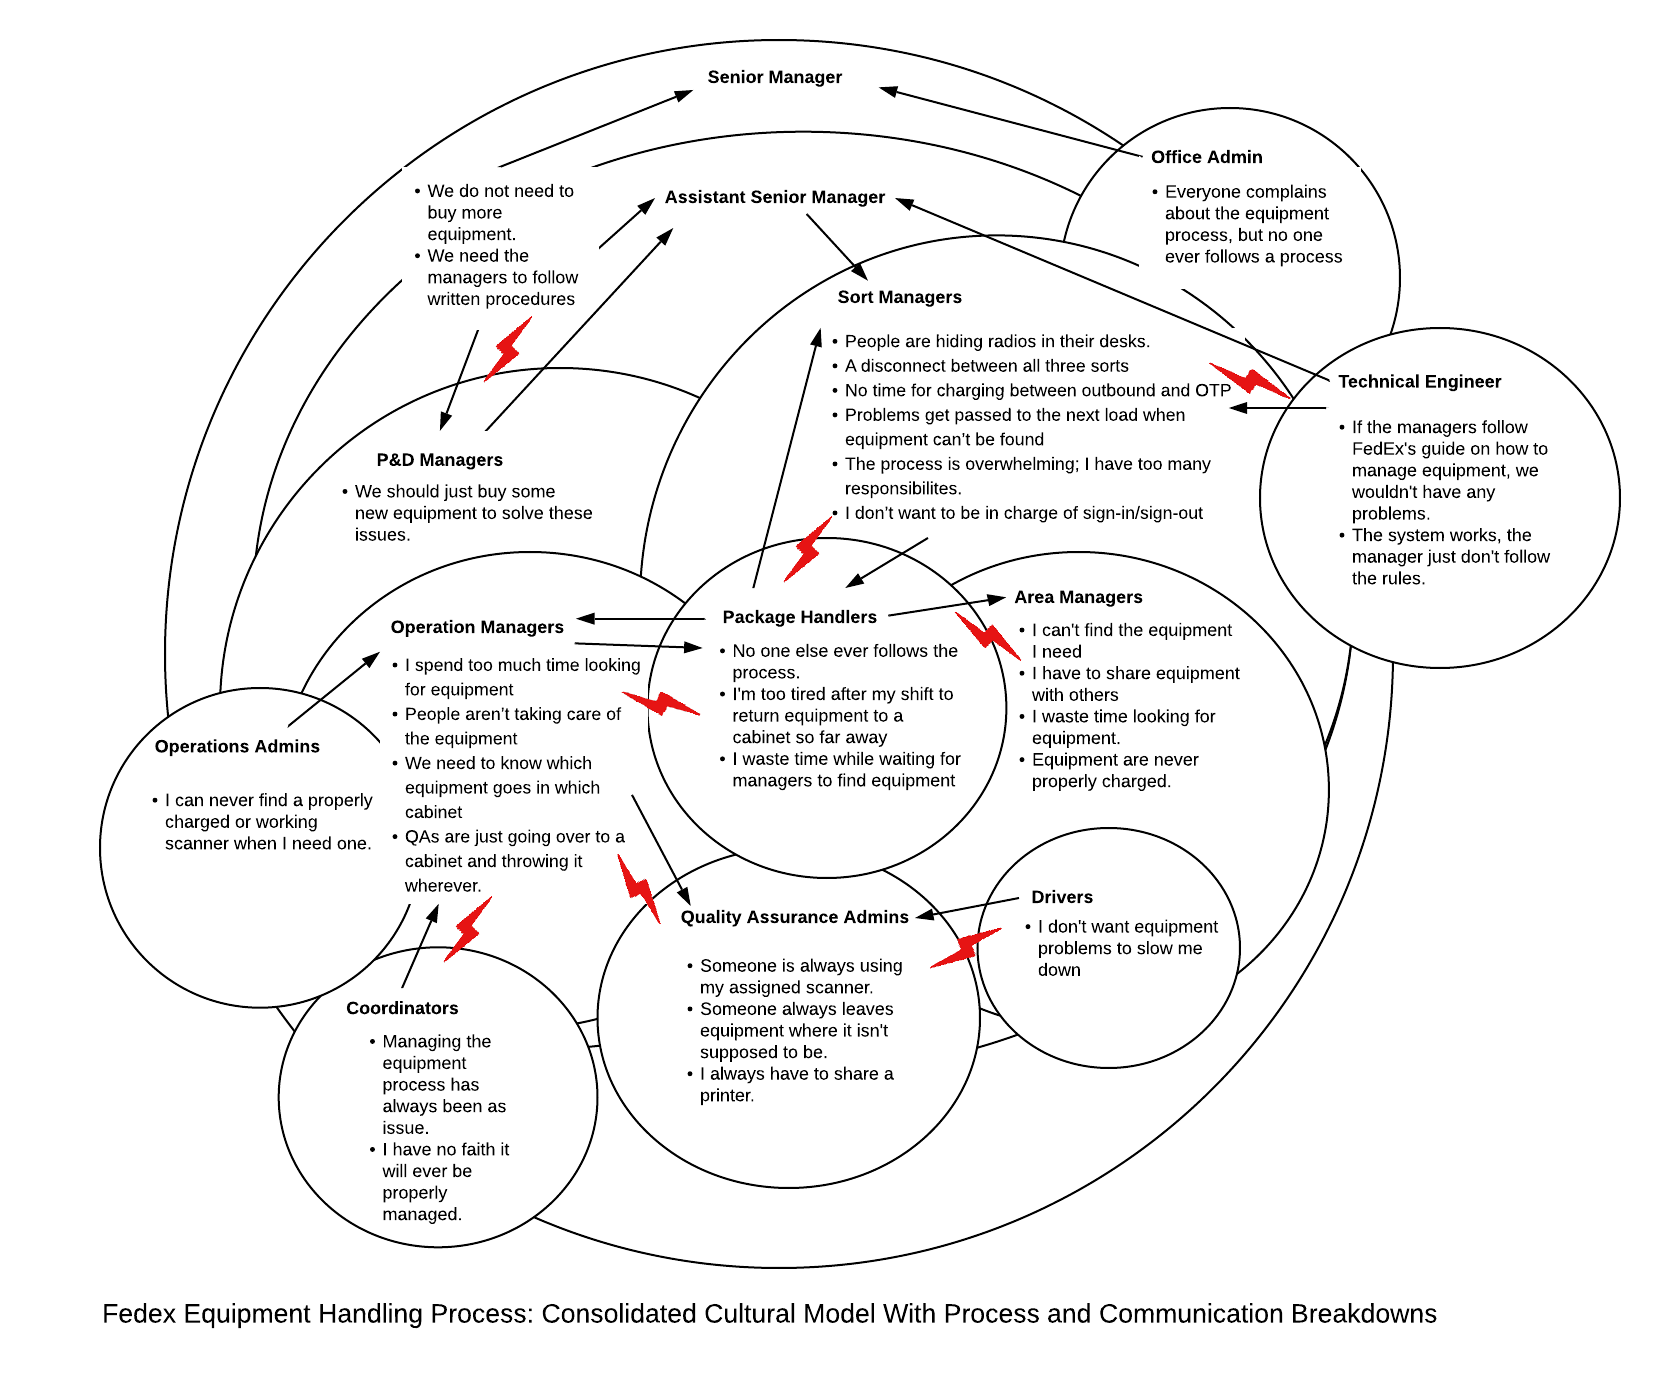 Senior Manager
Office Admin
• Everyone complains
about the equipment
process, but no one
ever follows a process
• We do not need to
buy more
equipment.
• We need the
managers to follow
written procedures
Assistant Senior Manager
Sort Managers
• People are hiding radios in their desks.
• A disconnect between all three sorts
• No time for charging between outbound and OTP
• Problems get passed to the next load when
equipment can't be found
• The process is overwhelming; I have too many
responsibilites.
• I don't want to be in charge of sign-in/sign-out
Technical Engineer
• If the managers follow
FedEx's guide on how to
manage equipment, we
wouldn't have any
problems.
• The system works, the
manager just don't follow
the rules.
P&D Managers
• We should just buy some
new equipment to solve these
issues.
Operation Managers
• I spend too much time looking
for equipment
• People aren't taking care of
the equipment
• We need to know which
equipment goes in which
cabinet
• QAs are just going over to a
cabinet and throwing it
wherever.
Package Handlers
• No one else ever follows the
process.
• I'm too tired after my shift to
return equipment to a
cabinet so far away
• I waste time while waiting for
managers to find equipment
Area Managers
• I can't find the equipment
I need
• I have to share equipment
with others
• I waste time looking for
equipment.
• Equipment are never
properly charged.
Operations Admins
• I can never find a properly
charged or working
scanner when I need one.
Quality Assurance Admins
• Someone is always using
my assigned scanner.
• Someone always leaves
equipment where it isn't
supposed to be.
• I always have to share a
printer.
Drivers
• I don't want equipment
problems to slow me
down
Coordinators
• Managing the
equipment
process has
always been as
issue.
• I have no faith it
will ever be
properly
managed.
Fedex Equipment Handling Process: Consolidated Cultural Model With Process and Communication Breakdowns